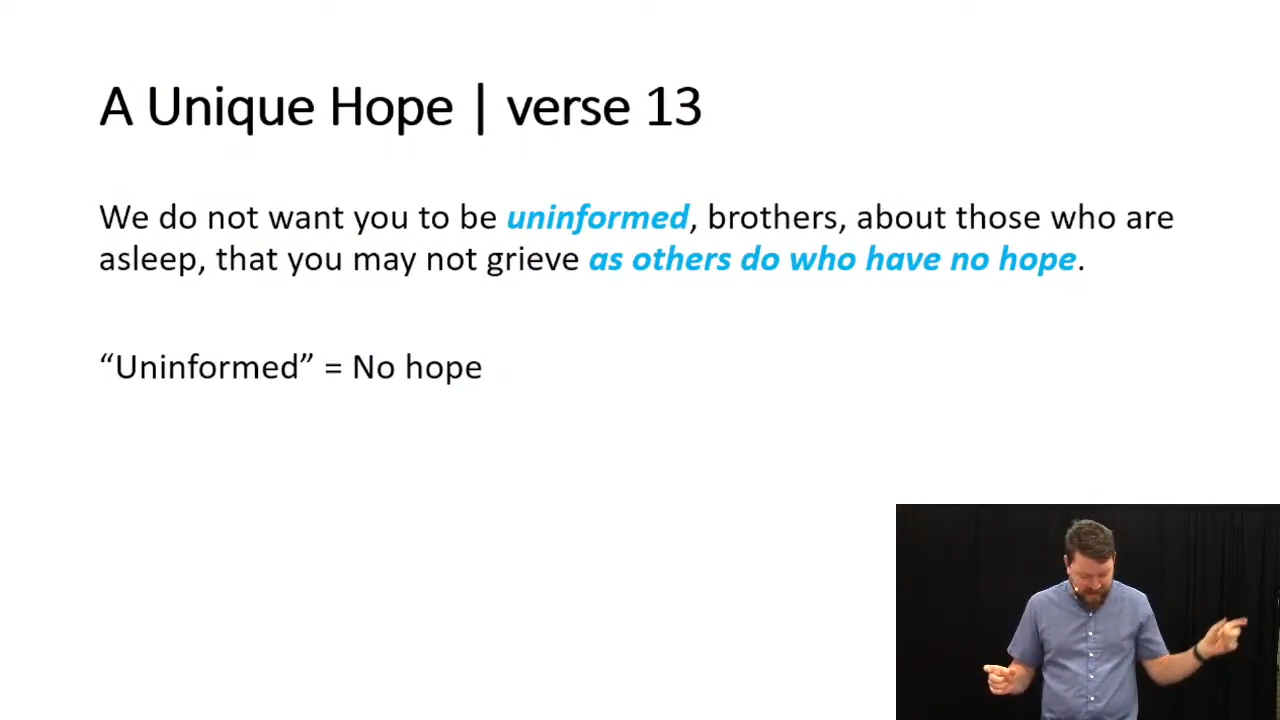 A Unique Hope | verse 13
We do not want you to be uninformed, brothers, about those who are
asleep, that you may not grieve as others do who have no hope.
“Uninformed” = No hope